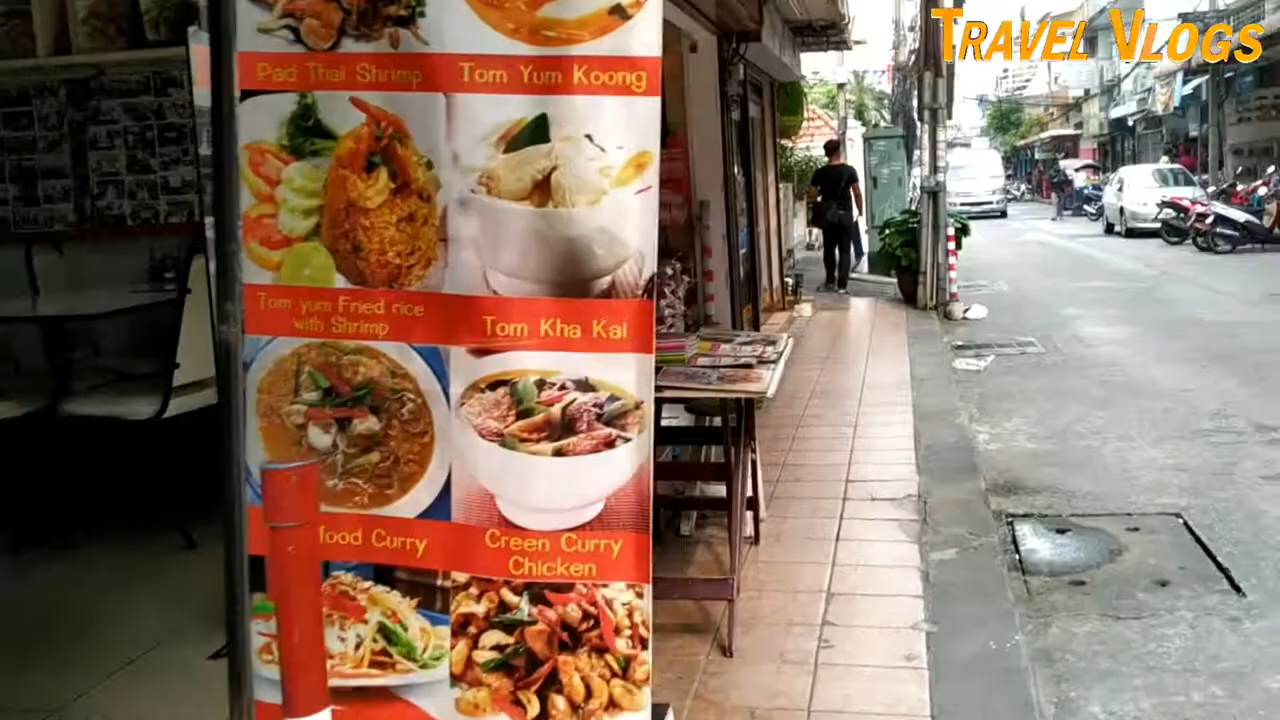 TRAVEL VLOGS
Pad Thai Shrimp
Tom Yum Koong
Tom yum Fried rice
with Shrimp
Tom Kha Kai
food Curry
Creen Curry
Chicken